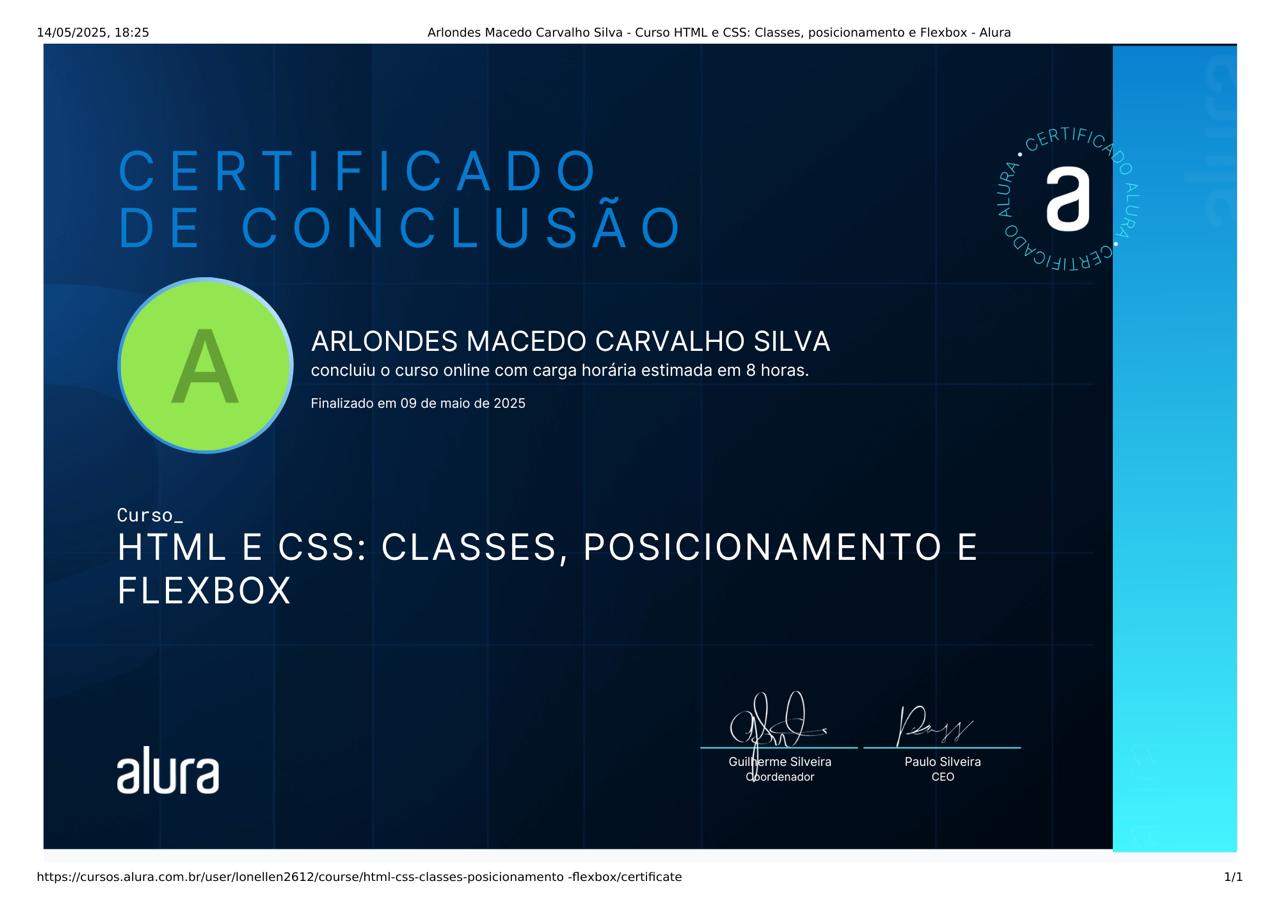 14/05/2025, 18:25
Arlondes Macedo Carvalho Silva - Curso HTML e CSS: Classes, posicionamento e Flexbox - Alura
CERTIFICADO
DE CONCLUSÃO
CERTIFICADO ALURA • CERTIFICADO ALURA •
a
alura
A
ARLONDES MACEDO CARVALHO SILVA
concluiu o curso online com carga horária estimada em 8 horas.
Finalizado em 09 de maio de 2025
Curso_
HTML E CSS: CLASSES, POSICIONAMENTO E
FLEXBOX
Guilherme Silveira
Coordenador
Paulo Silveira
CEO
alura
alura
https://cursos.alura.com.br/user/lonellen2612/course/html-css-classes-posicionamento -flexbox/certificate
1/1